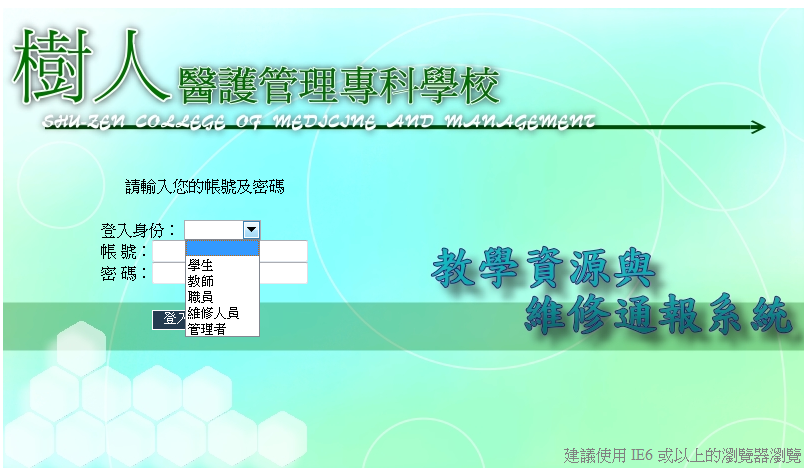 樹人醫護管理專科學校
SHU-ZEN COLLEGE OF MEDICINE AND MANAGEMENT
請輸入您的帳號及密碼
登入身份：
帳 號：
密 碼：
學生
教師
職員
維修人員
管理者
登入
教學資源與
維修通報系統
建議使用 IE6 或以上的瀏覽器瀏覽